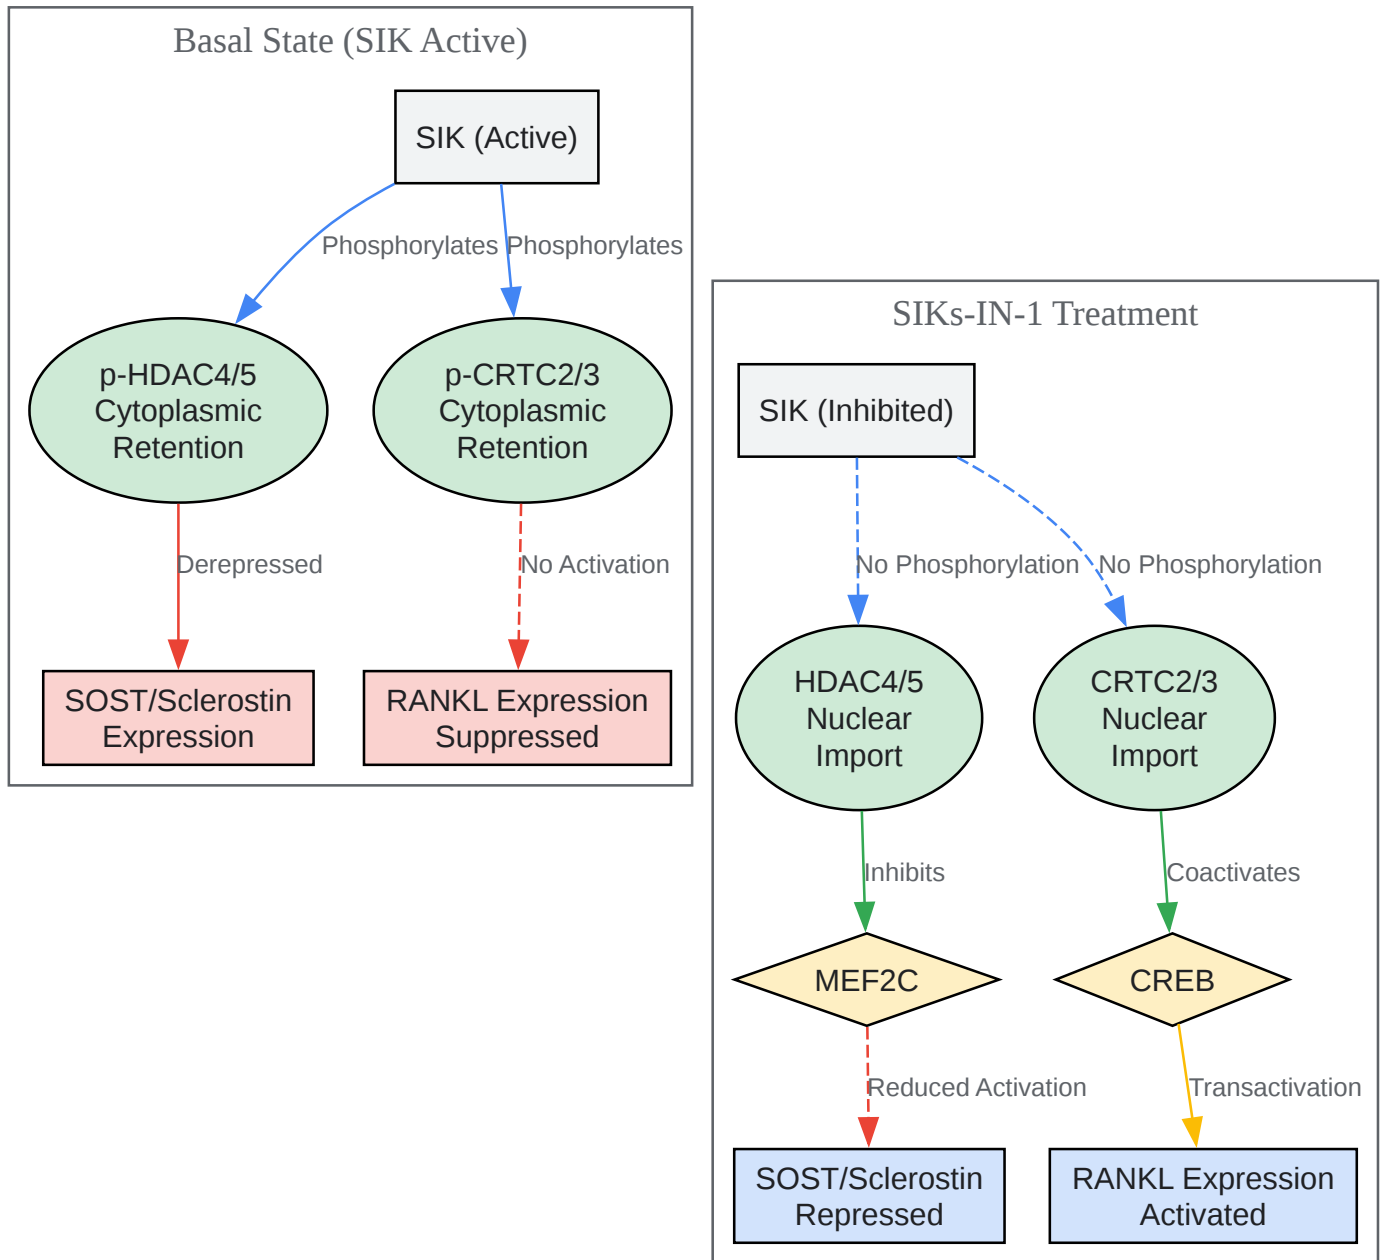 Basal State (SIK Active)
SIK (Active)
Phosphorylates
Phosphorylates
p-HDAC4/5
Cytoplasmic
Retention
p-CRTC2/3
Cytoplasmic
Retention
Derepressed
No Activation
SOST/Sclerostin
Expression
RANKL Expression
Suppressed
SIKs-IN-1 Treatment
SIK (Inhibited)
No Phosphorylation
No Phosphorylation
HDAC4/5
Nuclear
Import
CRTC2/3
Nuclear
Import
Inhibits
Coactivates
MEF2C
CREB
Reduced Activation
Transactivation
SOST/Sclerostin
Repressed
RANKL Expression
Activated